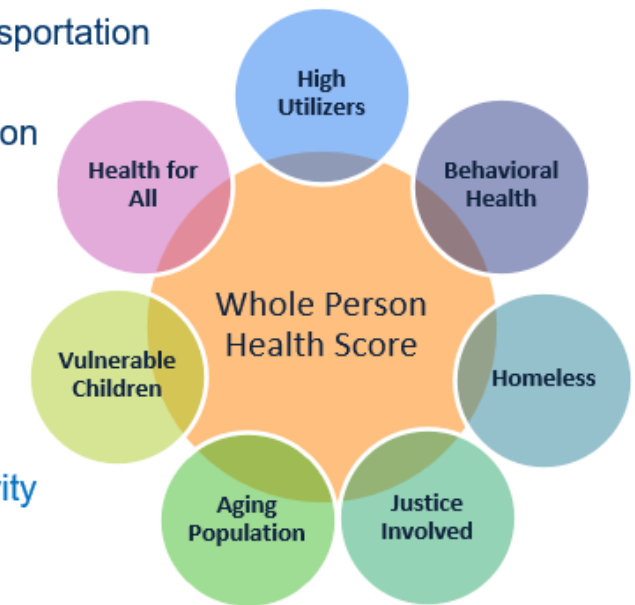 sportation
on
ity
High
Utilizers
Behavioral
Health
Homeless
Justice
Involved
Aging
Population
Vulnerable
Children
Health for
All
Whole Person
Health Score